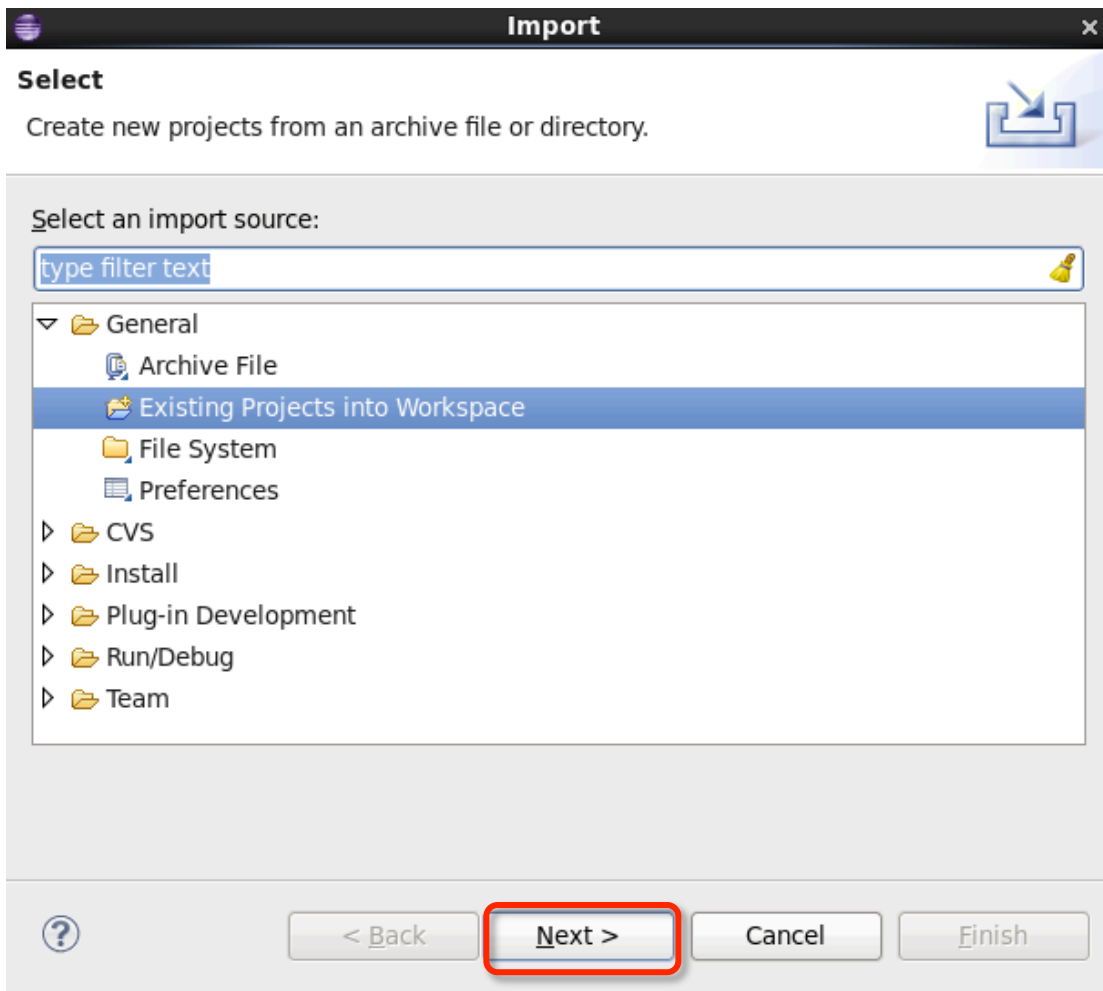 Import
Select
Create new projects from an archive file or directory.
Select an import source:
type filter text
General
Archive File
Existing Projects into Workspace
File System
Preferences
CVS
Install
Plug-in Development
Run/Debug
Team
? < Back Next > Cancel Finish